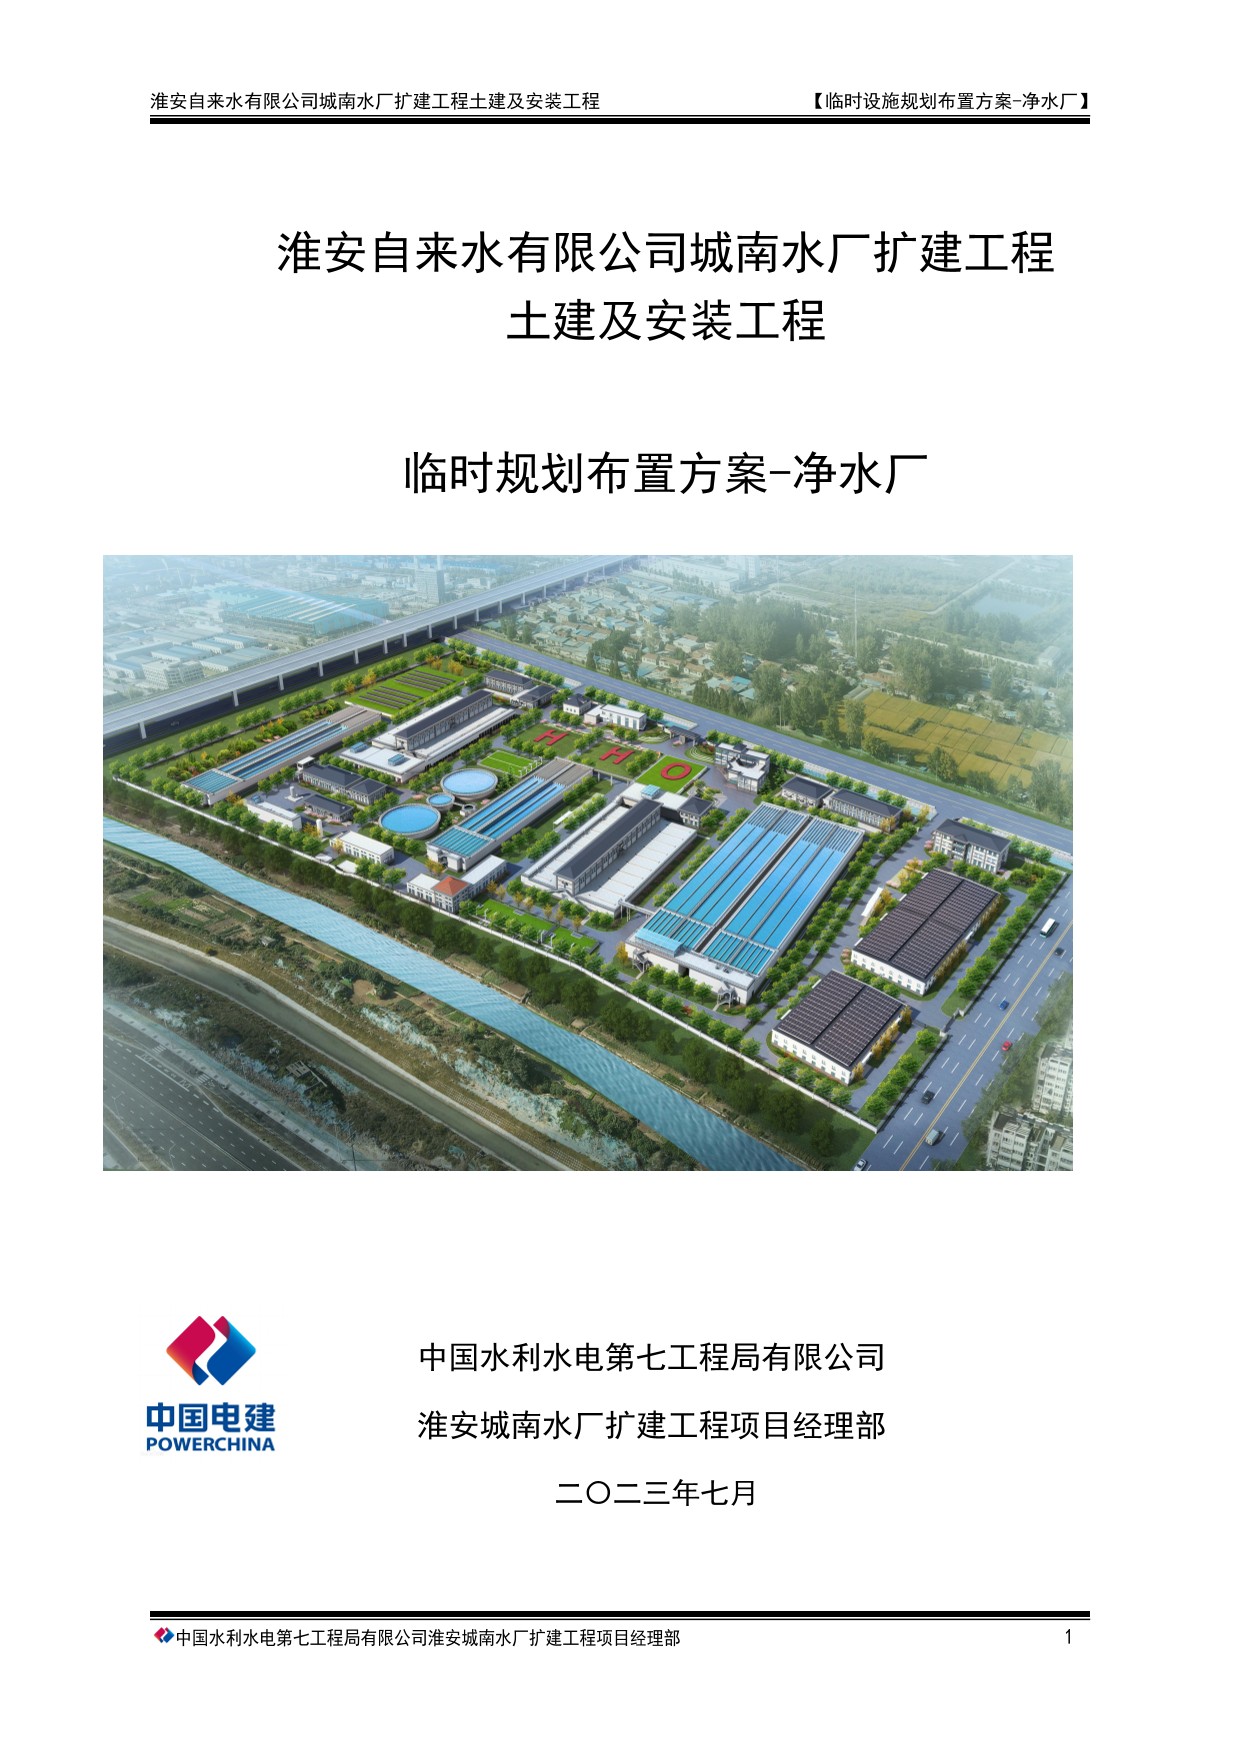 淮安自来水有限公司城南水厂扩建工程土建及安装工程 【临时设施规划布置方案-净水厂】
淮安自来水有限公司城南水厂扩建工程
土建及安装工程
临时规划布置方案-净水厂
H H O
中国水利水电第七工程局有限公司
淮安城南水厂扩建工程项目经理部
二〇二三年七月
中国电建
POWERCHINA
中国水利水电第七工程局有限公司淮安城南水厂扩建工程项目经理部 1